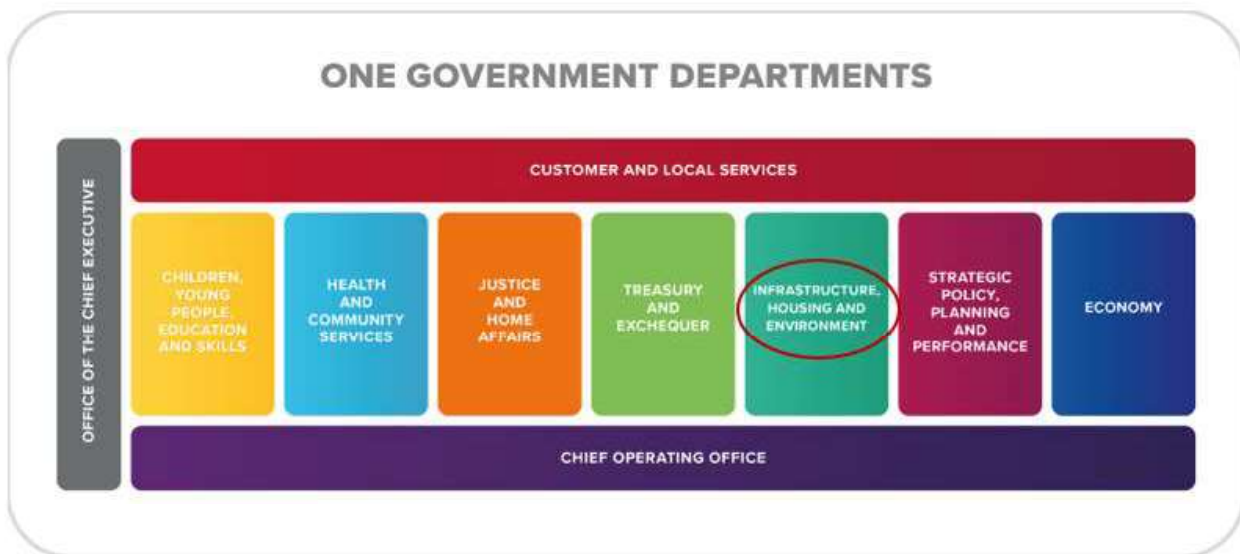 ONE GOVERNMENT DEPARTMENTS
OFFICE OF THE CHIEF EXECUTIVE
CUSTOMER AND LOCAL SERVICES
CHILDREN,
YOUNG
PEOPLE,
EDUCATION
AND SKILLS
HEALTH
AND
COMMUNITY
SERVICES
JUSTICE
AND
HOME
AFFAIRS
TREASURY
AND
EXCHEQUER
INFRASTRUCTURE,
HOUSING AND
ENVIRONMENT
STRATEGIC
POLICY,
PLANNING
AND
PERFORMANCE
ECONOMY
CHIEF OPERATING OFFICE